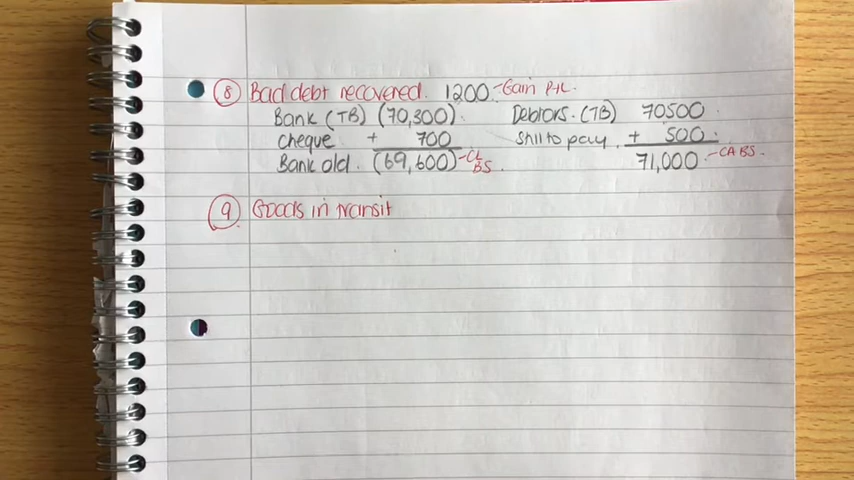 8 Bad debt recovered. 1200 - Gain P+L.
Bank (TB) (70,300). Debtors. (TB) 70500.
cheque + 700 still to pay. + 500.
Bank old. (69,600) - CL BS. 71,000. - CA BS.
9 Goods in transit